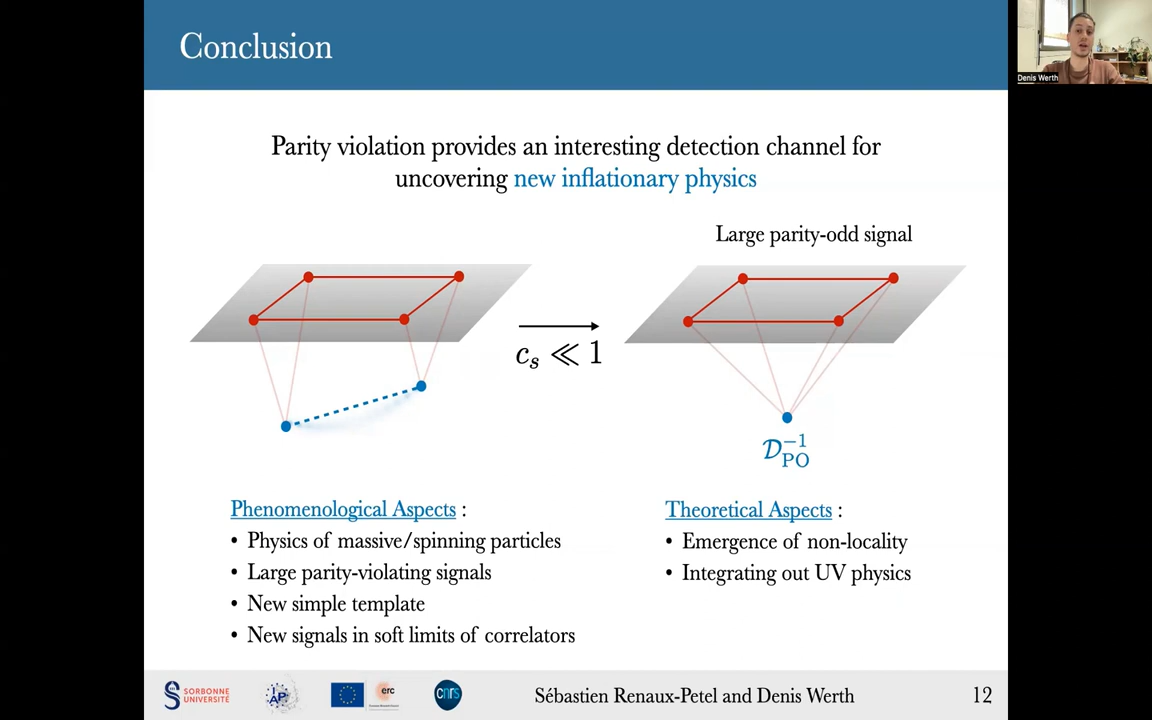 Conclusion
Denis Werth
Parity violation provides an interesting detection channel for
uncovering new inflationary physics
Large parity-odd signal
c_s ≪ 1
𝒟_PO^−1
Phenomenological Aspects :
• Physics of massive/spinning particles
• Large parity-violating signals
• New simple template
• New signals in soft limits of correlators
Theoretical Aspects :
• Emergence of non-locality
• Integrating out UV physics
SORBONNE
UNIVERSITÉ
IAP
erc
cnrs
Sébastien Renaux-Petel and Denis Werth
12